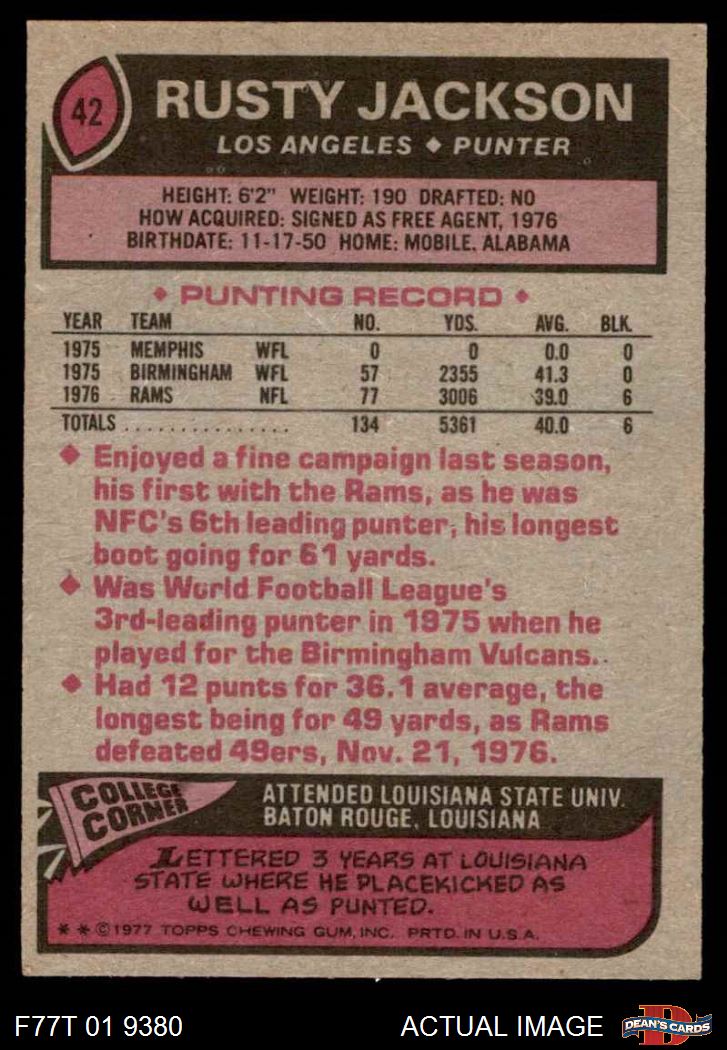 42
RUSTY JACKSON
LOS ANGELES ♦ PUNTER
HEIGHT: 6'2" WEIGHT: 190 DRAFTED: NO
HOW ACQUIRED: SIGNED AS FREE AGENT, 1976
BIRTHDATE: 11-17-50 HOME: MOBILE, ALABAMA
♦ PUNTING RECORD ♦
YEAR TEAM NO. YDS. AVG. BLK.
1975 MEMPHIS WFL 0 0 0.0 0
1975 BIRMINGHAM WFL 57 2355 41.3 0
1976 RAMS NFL 77 3006 39.0 6
TOTALS .............. 134 5361 40.0 6
♦ Enjoyed a fine campaign last season,
his first with the Rams, as he was
NFC's 6th leading punter, his longest
boot going for 61 yards.
♦ Was World Football League's
3rd-leading punter in 1975 when he
played for the Birmingham Vulcans.
♦ Had 12 punts for 36.1 average, the
longest being for 49 yards, as Rams
defeated 49ers, Nov. 21, 1976.
COLLEGE
CORNER
ATTENDED LOUISIANA STATE UNIV.
BATON ROUGE, LOUISIANA
LETTERED 3 YEARS AT LOUISIANA
STATE WHERE HE PLACEKICKED AS
WELL AS PUNTED.
* * © 1977 TOPPS CHEWING GUM, INC. PRTD. IN U.S.A.
F77T 01 9380 ACTUAL IMAGE D DEAN'S CARDS